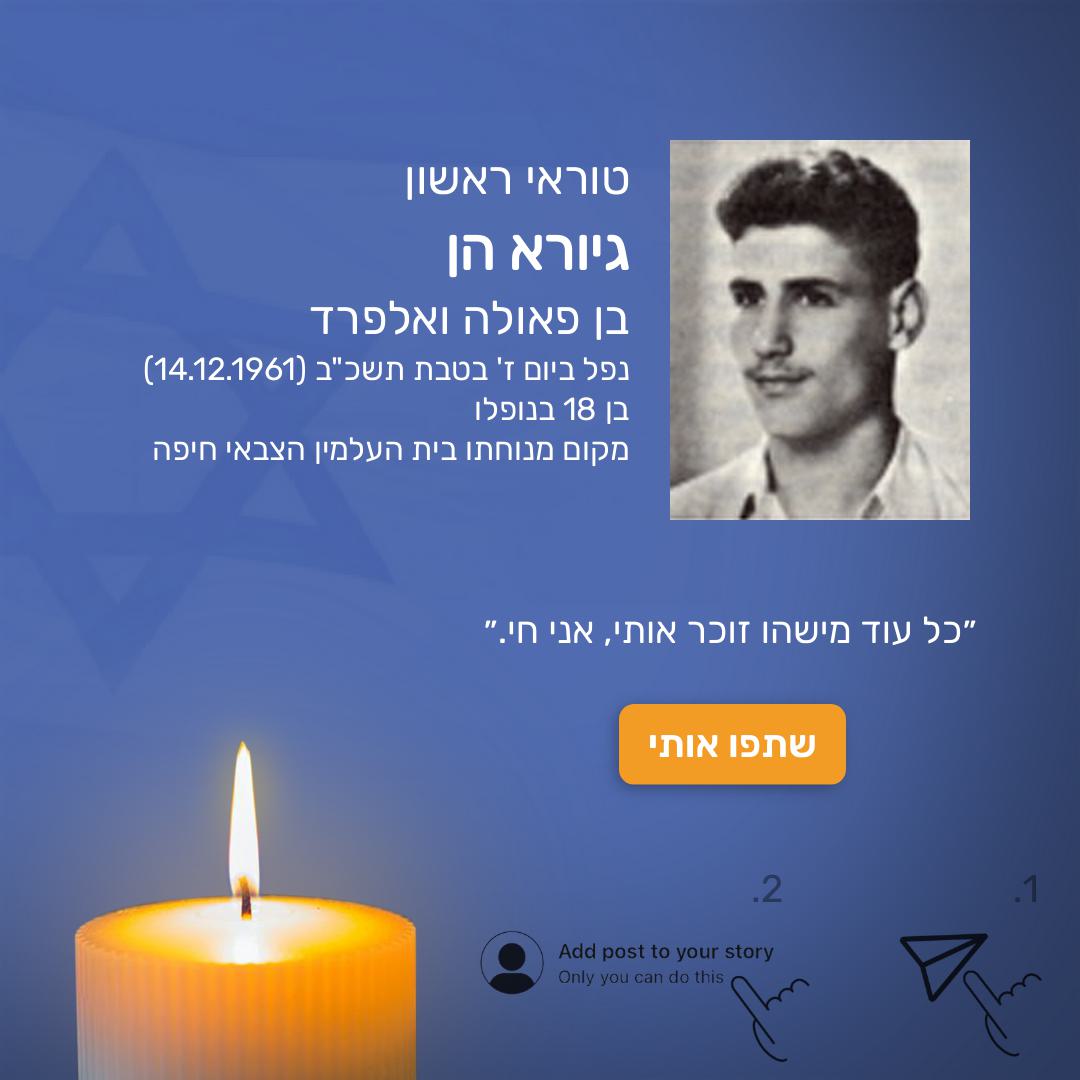 טוראי ראשון
גיורא הן
בן פאולה ואלפרד
נפל ביום ז' בטבת תשכ"ב (14.12.1961)
בן 18 בנופלו
מקום מנוחתו בית העלמין הצבאי חיפה
״כל עוד מישהו זוכר אותי, אני חי.״
שתפו אותי
1.
2.
Add post to your story
Only you can do this